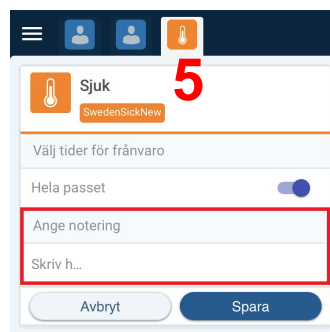 5
Sjuk
SwedenSickNew
Välj tider för frånvaro
Hela passet
Ange notering
Skriv h...
Avbryt Spara